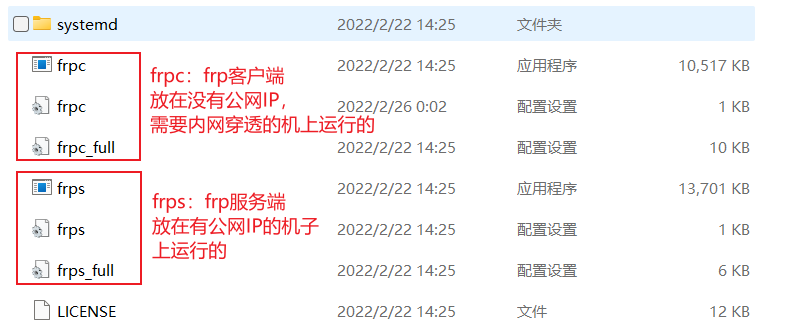 systemd 2022/2/22 14:25 文件夹
frpc 2022/2/22 14:25 应用程序 10,517 KB
frpc 2022/2/26 0:02 配置设置 1 KB
frpc_full 2022/2/22 14:25 配置设置 10 KB
frpc：frp客户端
放在没有公网IP，
需要内网穿透的机上运行的
frps 2022/2/22 14:25 应用程序 13,701 KB
frps 2022/2/22 14:25 配置设置 1 KB
frps_full 2022/2/22 14:25 配置设置 6 KB
frps：frp服务端
放在有公网IP的机子
上运行的
LICENSE 2022/2/22 14:25 文件 12 KB